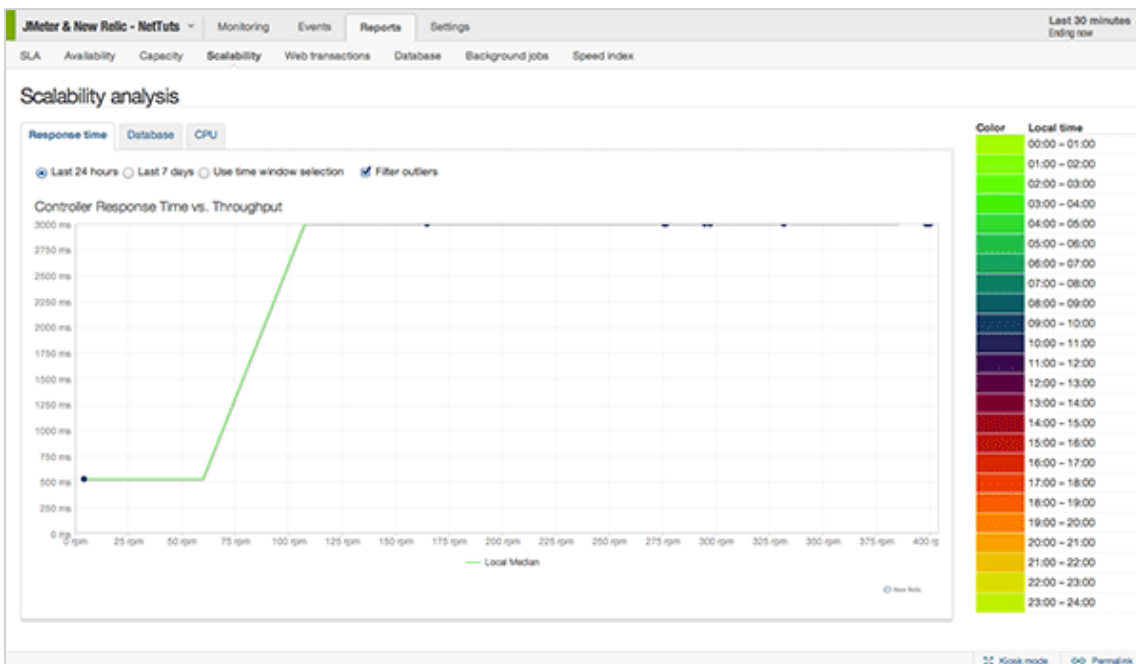 JMeter & New Relic - NetTuts Monitoring Events Reports Settings
Last 30 minutes
Ending now
SLA Availability Capacity Scalability Web transactions Database Background jobs Speed index
Scalability analysis
Response time Database CPU
Last 24 hours Last 7 days Use time window selection Filter outliers
Controller Response Time vs. Throughput
3000 ms
2750 ms
2500 ms
2250 ms
2000 ms
1750 ms
1500 ms
1250 ms
1000 ms
750 ms
500 ms
250 ms
0 ms
0 rpm 25 rpm 50 rpm 75 rpm 100 rpm 125 rpm 150 rpm 175 rpm 200 rpm 225 rpm 250 rpm 275 rpm 300 rpm 325 rpm 350 rpm 375 rpm 400 rp
Local Median
New Relic
Color Local time
00:00 – 01:00
01:00 – 02:00
02:00 – 03:00
03:00 – 04:00
04:00 – 05:00
05:00 – 06:00
06:00 – 07:00
07:00 – 08:00
08:00 – 09:00
09:00 – 10:00
10:00 – 11:00
11:00 – 12:00
12:00 – 13:00
13:00 – 14:00
14:00 – 15:00
15:00 – 16:00
16:00 – 17:00
17:00 – 18:00
18:00 – 19:00
19:00 – 20:00
20:00 – 21:00
21:00 – 22:00
22:00 – 23:00
23:00 – 24:00
Kiosk mode Permalink